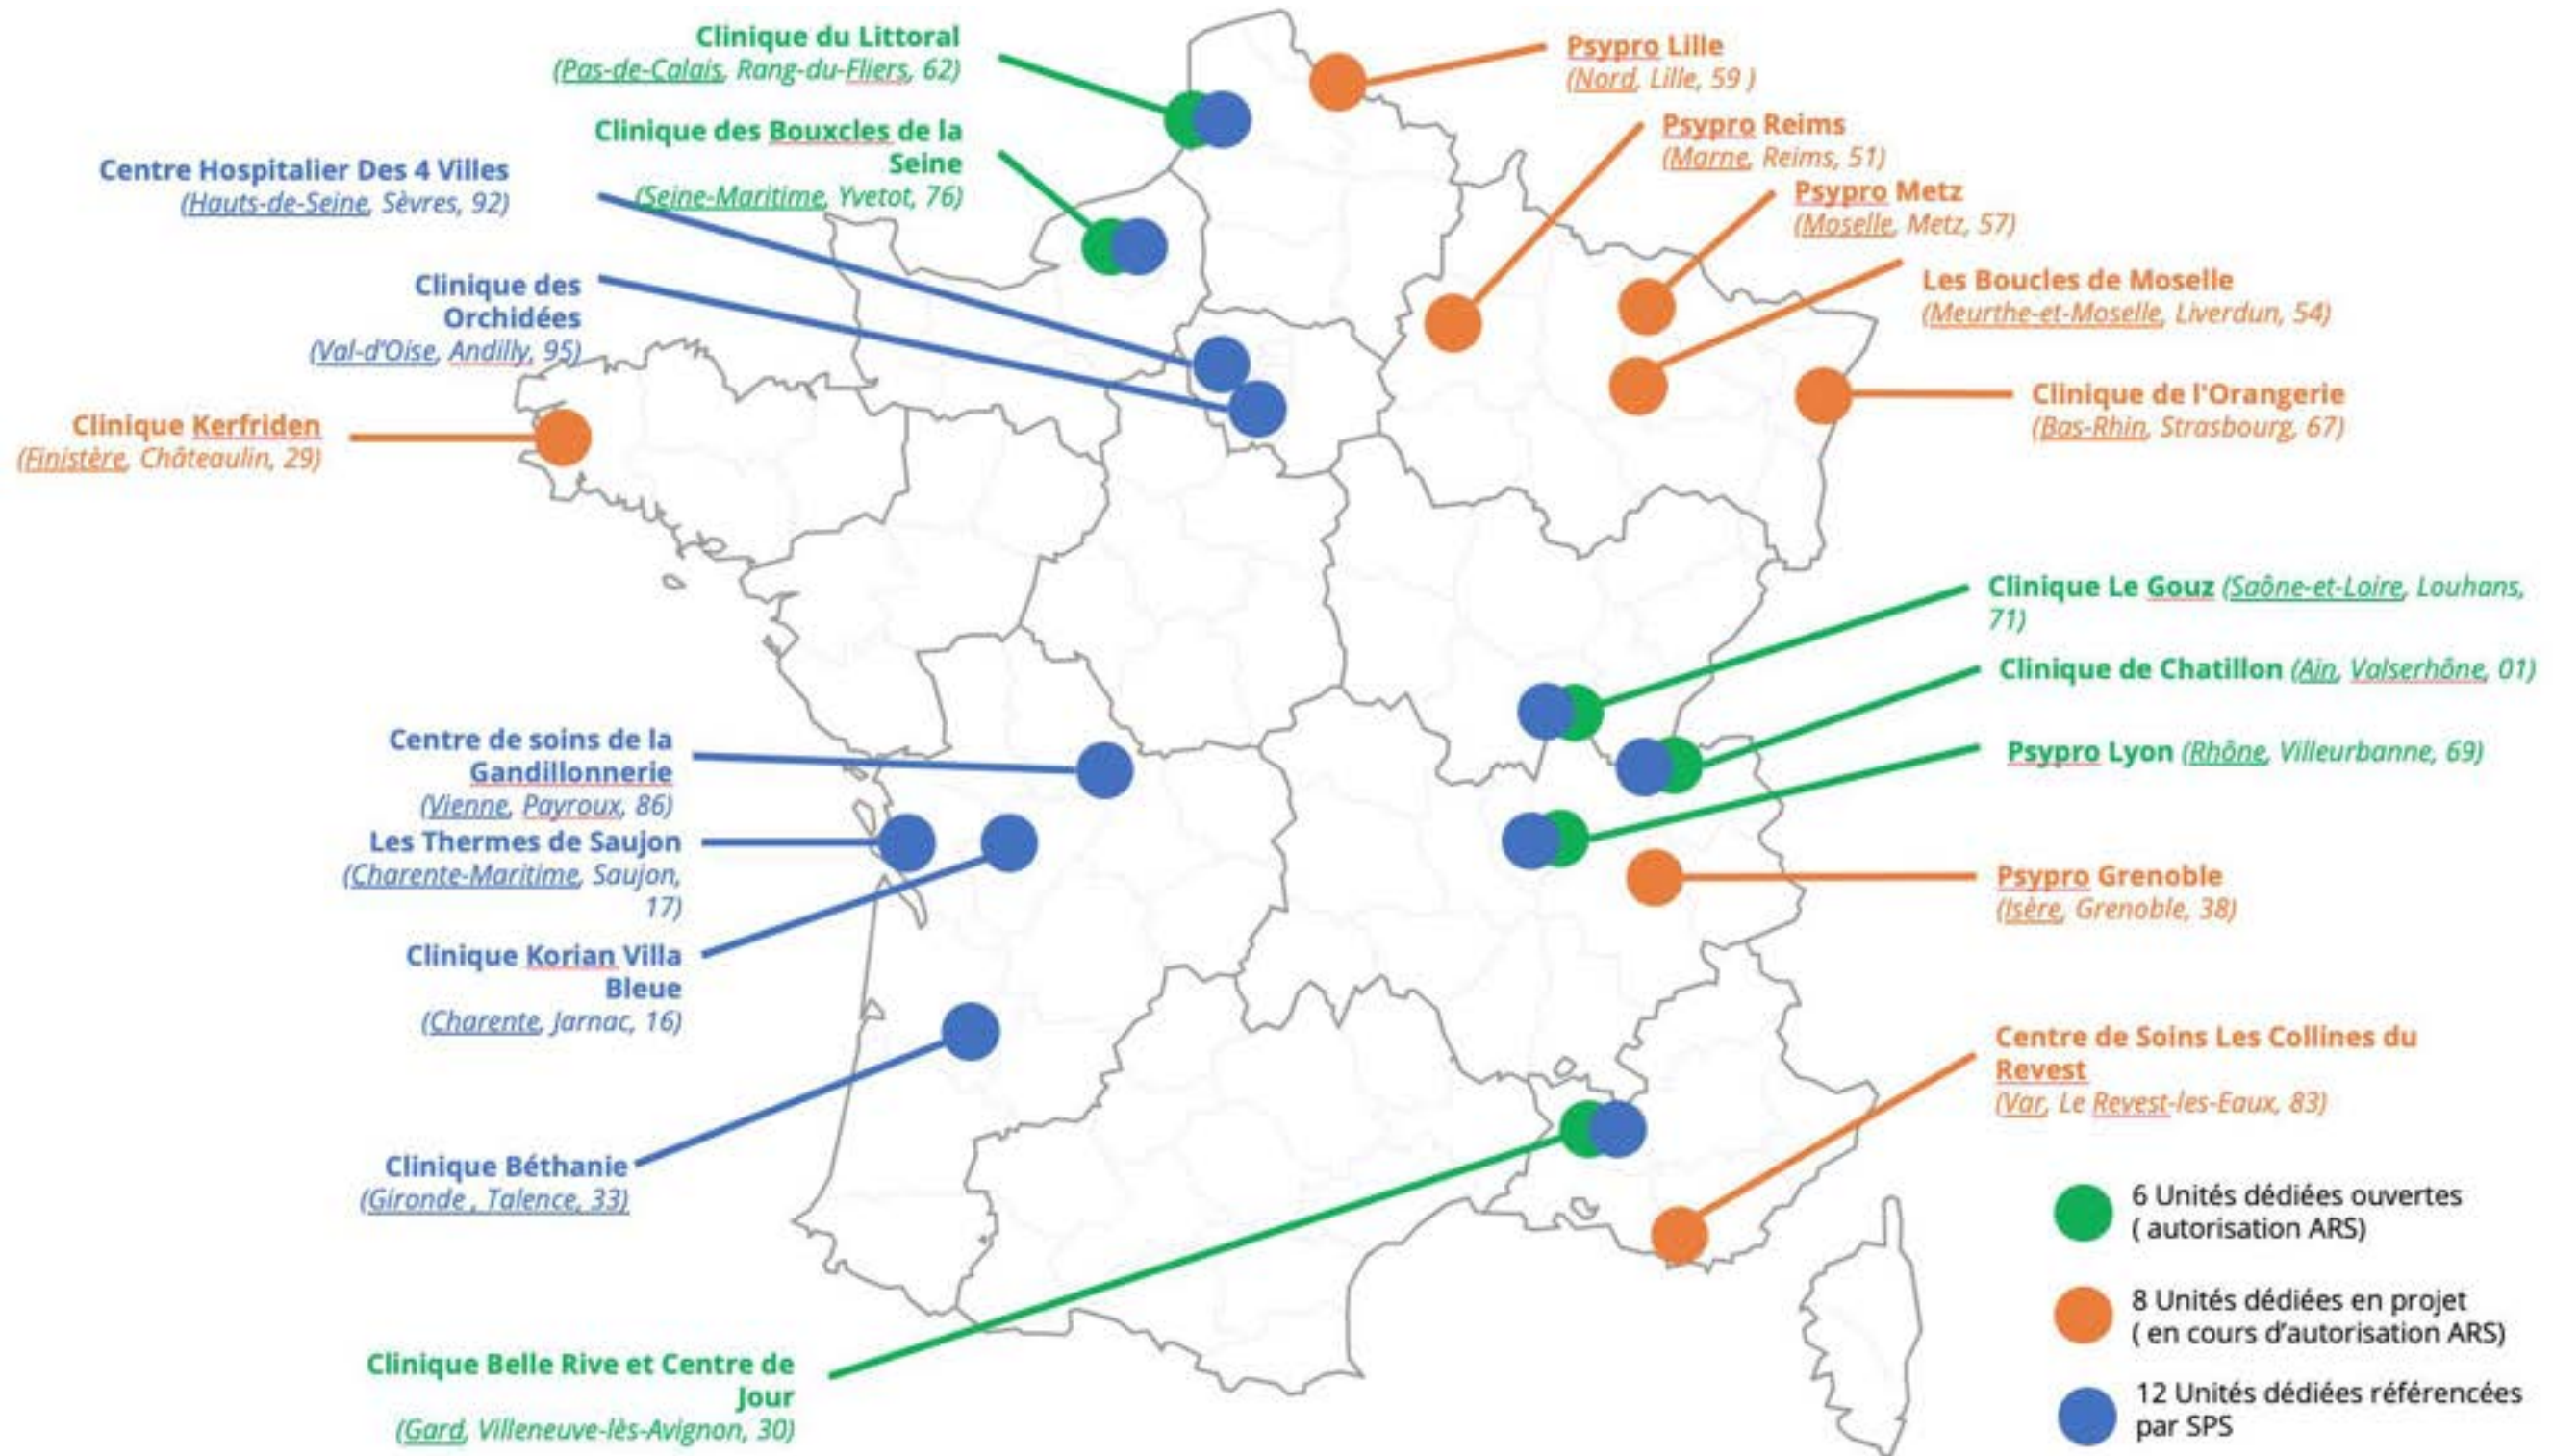 Clinique du Littoral
(Pas-de-Calais, Rang-du-Fliers, 62)
Clinique des Bouxcles de la
Seine
(Seine-Maritime, Yvetot, 76)
Centre Hospitalier Des 4 Villes
(Hauts-de-Seine, Sèvres, 92)
Clinique des
Orchidées
(Val-d'Oise, Andilly, 95)
Clinique Kerfriden
(Finistère, Châteaulin, 29)
Centre de soins de la
Gandillonnerie
(Vienne, Payroux, 86)
Les Thermes de Saujon
(Charente-Maritime, Saujon,
17)
Clinique Korian Villa
Bleue
(Charente, Jarnac, 16)
Clinique Béthanie
(Gironde , Talence, 33)
Clinique Belle Rive et Centre de
Jour
(Gard, Villeneuve-lès-Avignon, 30)
Psypro Lille
(Nord, Lille, 59 )
Psypro Reims
(Marne, Reims, 51)
Psypro Metz
(Moselle, Metz, 57)
Les Boucles de Moselle
(Meurthe-et-Moselle, Liverdun, 54)
Clinique de l'Orangerie
(Bas-Rhin, Strasbourg, 67)
Clinique Le Gouz (Saône-et-Loire, Louhans,
71)
Clinique de Chatillon (Ain, Valserhône, 01)
Psypro Lyon (Rhône, Villeurbanne, 69)
Psypro Grenoble
(Isère, Grenoble, 38)
Centre de Soins Les Collines du
Revest
(Var, Le Revest-les-Eaux, 83)
6 Unités dédiées ouvertes
( autorisation ARS)
8 Unités dédiées en projet
( en cours d’autorisation ARS)
12 Unités dédiées référencées
par SPS